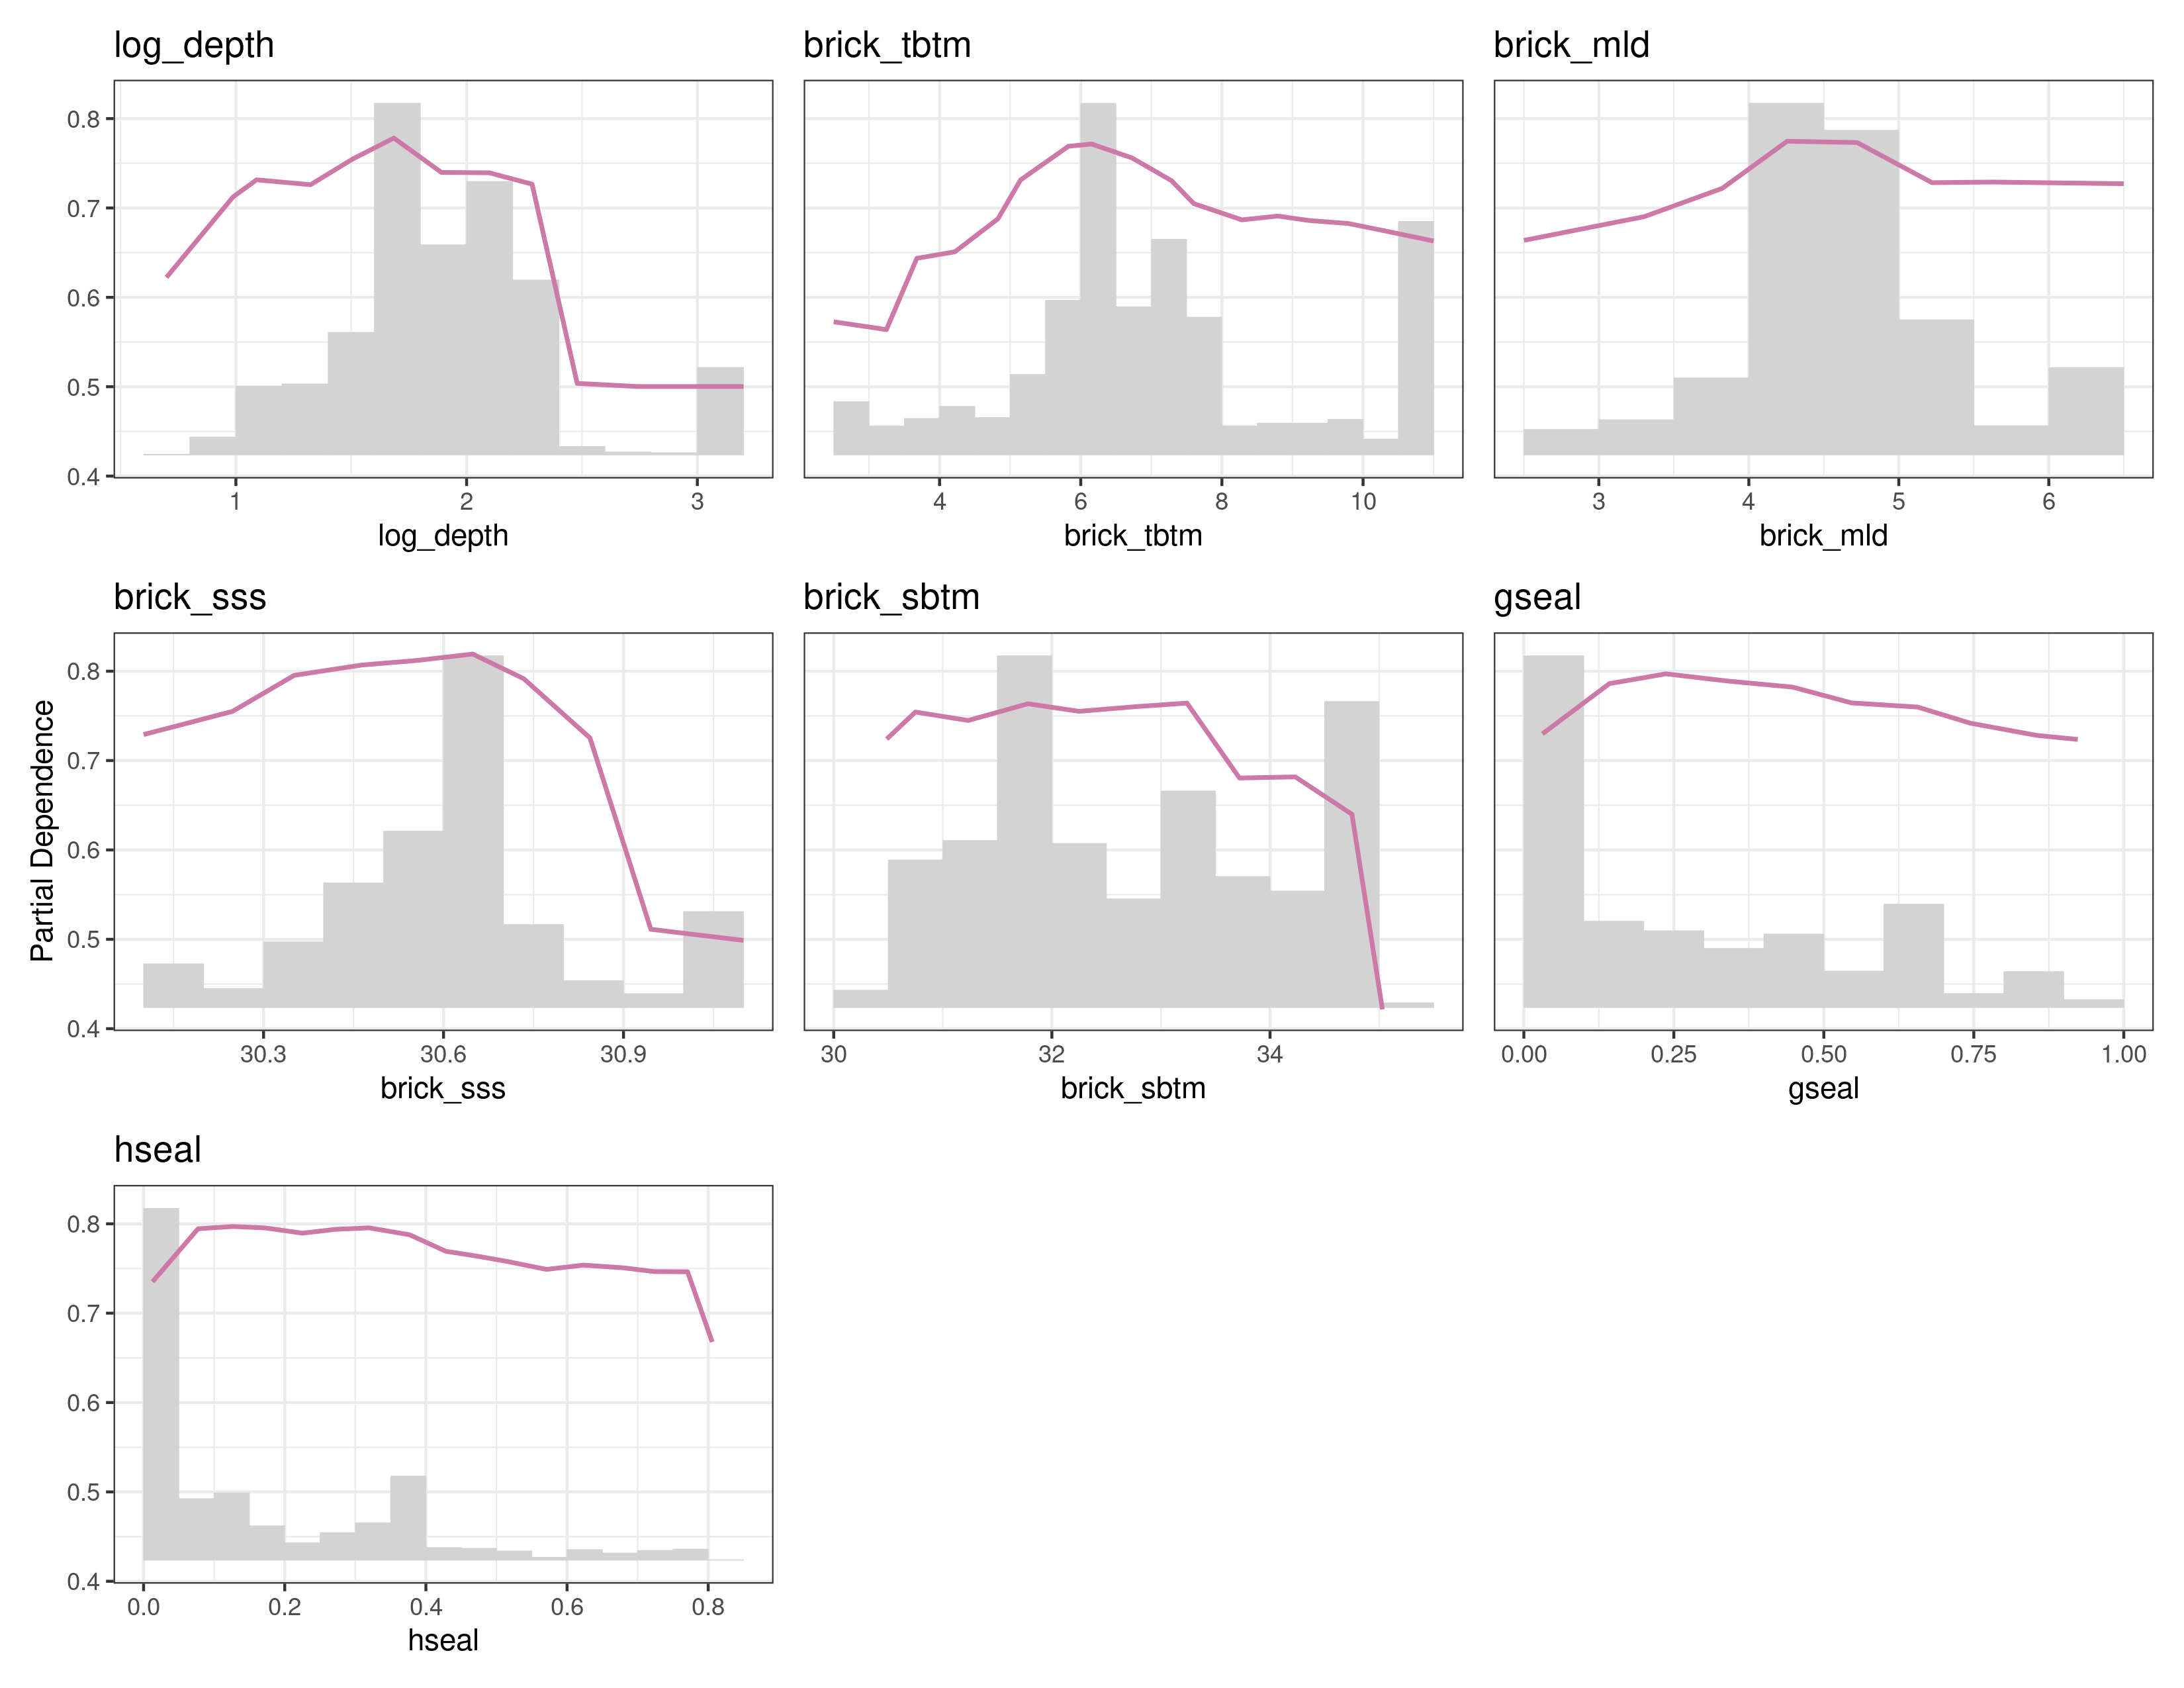 log_depth
brick_tbtm
brick_mld
0.8
0.7
0.6
0.5
0.4
1 2 3
4 6 8 10
3 4 5 6
log_depth
brick_tbtm
brick_mld
brick_sss
brick_sbtm
gseal
Partial Dependence
0.8
0.7
0.6
0.5
0.4
30.3 30.6 30.9
30 32 34
0.00 0.25 0.50 0.75 1.00
brick_sss
brick_sbtm
gseal
hseal
0.8
0.7
0.6
0.5
0.4
0.0 0.2 0.4 0.6 0.8
hseal